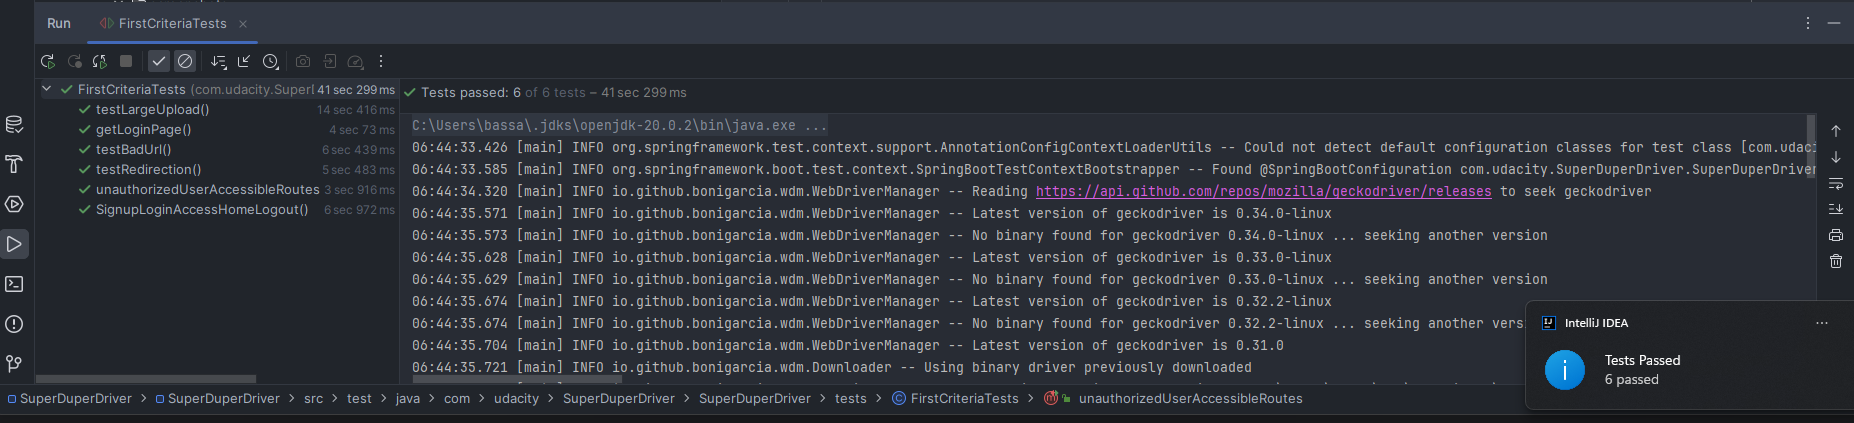 Run
FirstCriteriaTests
FirstCriteriaTests (com.udacity.Superl 41 sec 299 ms
testLargeUpload() 14 sec 416 ms
getLoginPage() 4 sec 73 ms
testBadUrl() 6 sec 439 ms
testRedirection() 5 sec 483 ms
unauthorizedUserAccessibleRoutes 3 sec 916 ms
SignupLoginAccessHomeLogout() 6 sec 972 ms
Tests passed: 6 of 6 tests – 41 sec 299 ms
C:\Users\bassa\.jdks\openjdk-20.0.2\bin\java.exe ...
06:44:33.426 [main] INFO org.springframework.test.context.support.AnnotationConfigContextLoaderUtils -- Could not detect default configuration classes for test class [com.udaci
06:44:33.585 [main] INFO org.springframework.boot.test.context.SpringBootTestContextBootstrapper -- Found @SpringBootConfiguration com.udacity.SuperDuperDriver.SuperDuperDriver
06:44:34.320 [main] INFO io.github.bonigarcia.wdm.WebDriverManager -- Reading https://api.github.com/repos/mozilla/geckodriver/releases to seek geckodriver
06:44:35.571 [main] INFO io.github.bonigarcia.wdm.WebDriverManager -- Latest version of geckodriver is 0.34.0-linux
06:44:35.573 [main] INFO io.github.bonigarcia.wdm.WebDriverManager -- No binary found for geckodriver 0.34.0-linux ... seeking another version
06:44:35.628 [main] INFO io.github.bonigarcia.wdm.WebDriverManager -- Latest version of geckodriver is 0.33.0-linux
06:44:35.629 [main] INFO io.github.bonigarcia.wdm.WebDriverManager -- No binary found for geckodriver 0.33.0-linux ... seeking another version
06:44:35.674 [main] INFO io.github.bonigarcia.wdm.WebDriverManager -- Latest version of geckodriver is 0.32.2-linux
06:44:35.674 [main] INFO io.github.bonigarcia.wdm.WebDriverManager -- No binary found for geckodriver 0.32.2-linux ... seeking another vers
06:44:35.704 [main] INFO io.github.bonigarcia.wdm.WebDriverManager -- Latest version of geckodriver is 0.31.0
06:44:35.721 [main] INFO io.github.bonigarcia.wdm.Downloader -- Using binary driver previously downloaded
IntelliJ IDEA
Tests Passed
6 passed
SuperDuperDriver > SuperDuperDriver > src > test > java > com > udacity > SuperDuperDriver > SuperDuperDriver > tests > FirstCriteriaTests > unauthorizedUserAccessibleRoutes